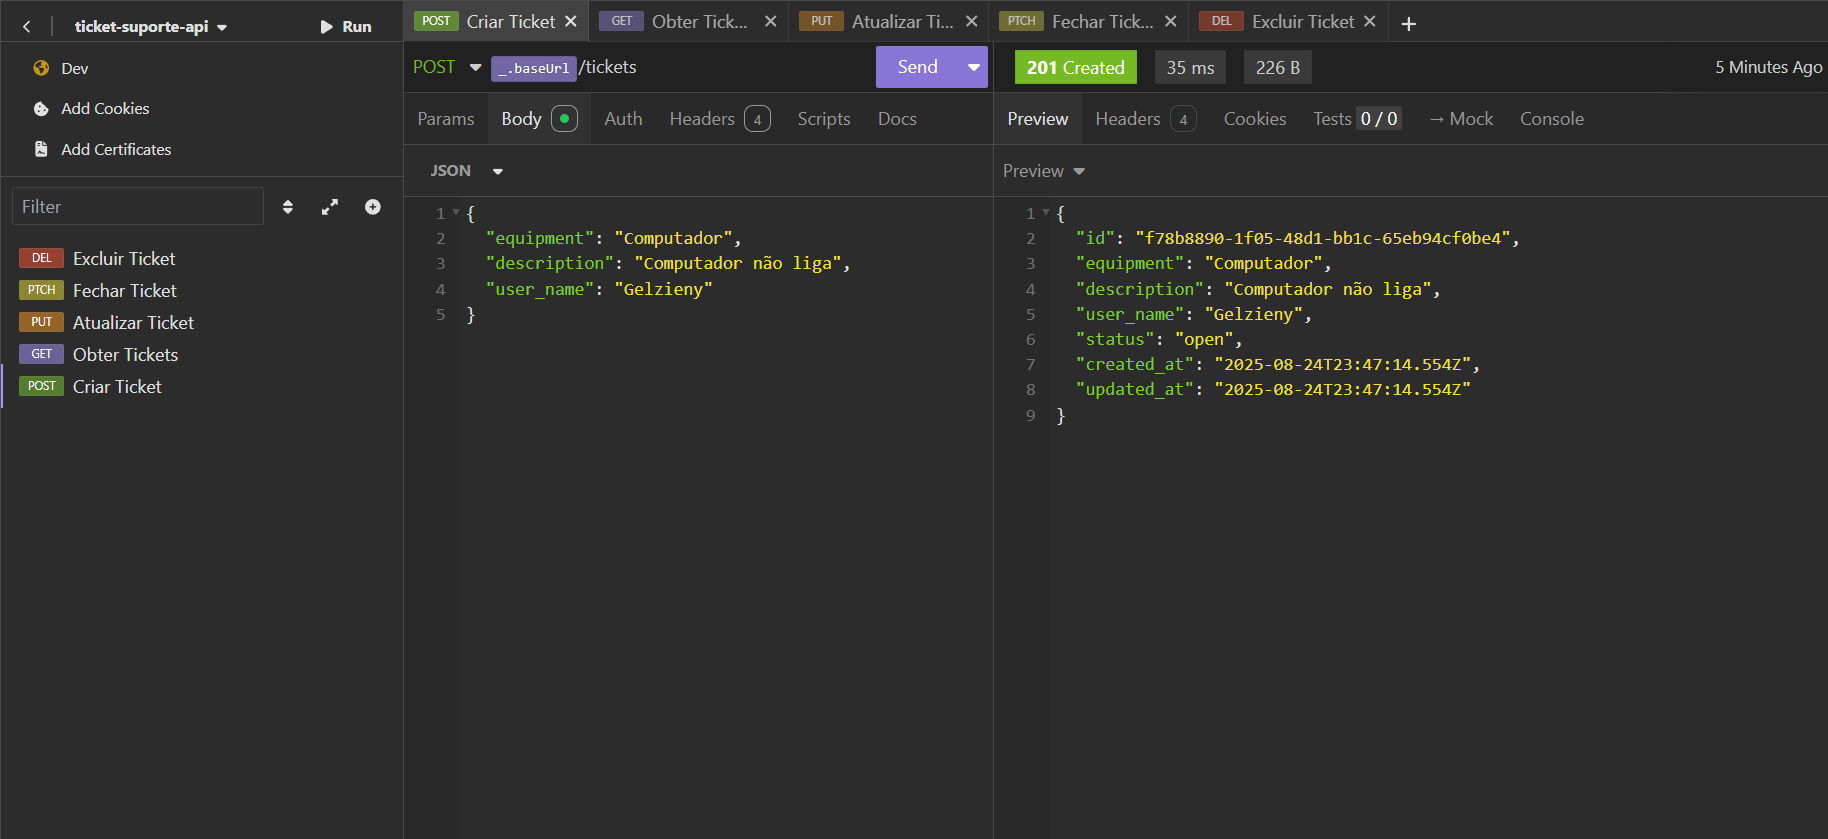 ticket-suporte-api
Run
Dev
Add Cookies
Add Certificates
Filter
DEL Excluir Ticket
PTCH Fechar Ticket
PUT Atualizar Ticket
GET Obter Tickets
POST Criar Ticket
POST Criar Ticket
GET Obter Tick...
PUT Atualizar Ti...
PTCH Fechar Tick...
DEL Excluir Ticket
POST _.baseUrl /tickets
Send
Params Body Auth Headers 4 Scripts Docs
JSON
1 {
2 "equipment": "Computador",
3 "description": "Computador não liga",
4 "user_name": "Gelzieny"
5 }
201 Created 35 ms 226 B 5 Minutes Ago
Preview Headers 4 Cookies Tests 0 / 0 → Mock Console
Preview
1 {
2 "id": "f78b8890-1f05-48d1-bb1c-65eb94cf0be4",
3 "equipment": "Computador",
4 "description": "Computador não liga",
5 "user_name": "Gelzieny",
6 "status": "open",
7 "created_at": "2025-08-24T23:47:14.554Z",
8 "updated_at": "2025-08-24T23:47:14.554Z"
9 }